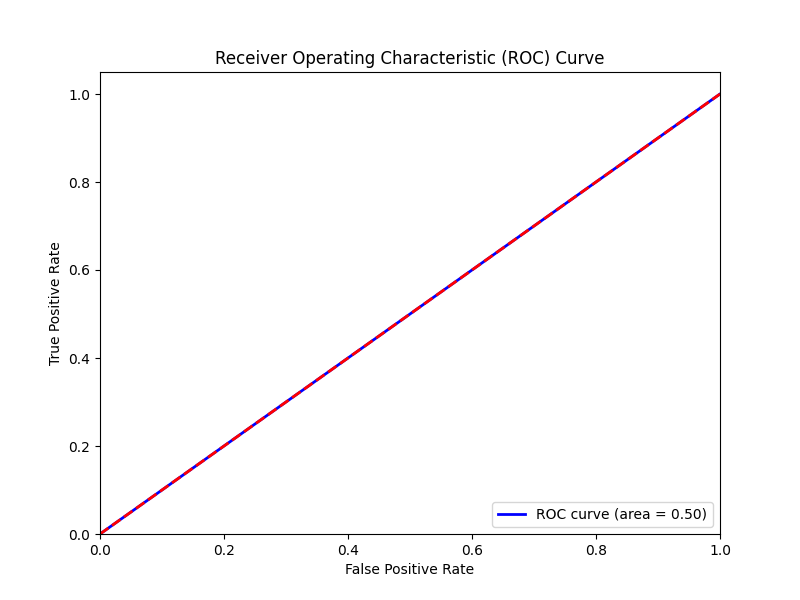 Receiver Operating Characteristic (ROC) Curve
1.0
0.8
0.6
0.4
0.2
0.0
True Positive Rate
ROC curve (area = 0.50)
0.0 0.2 0.4 0.6 0.8 1.0
False Positive Rate